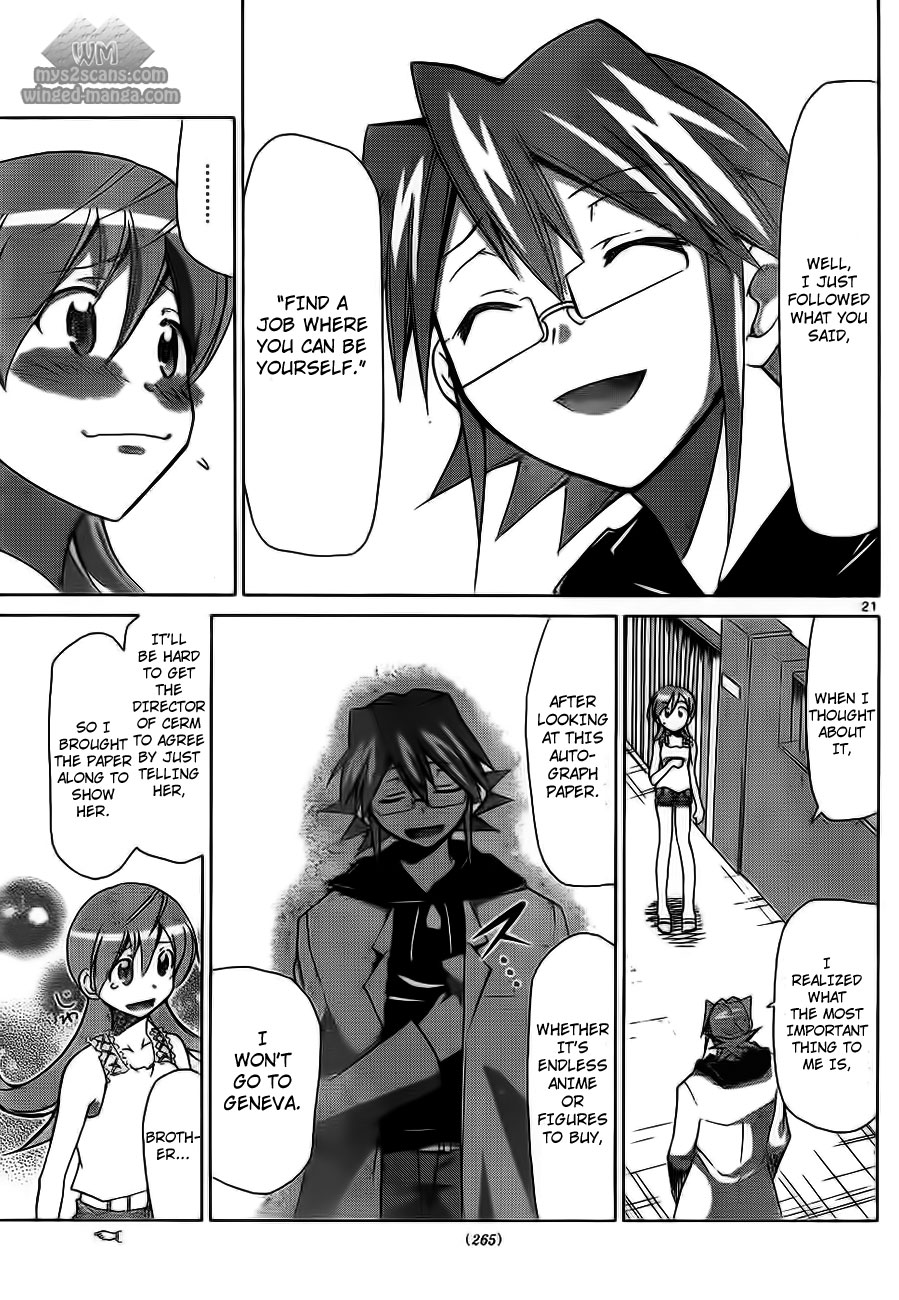 WM
mys2scans.com
winged-manga.com
WELL,
I JUST
FOLLOWED
WHAT YOU
SAID,
"FIND A
JOB WHERE
YOU CAN BE
YOURSELF."
.........
21
WHEN I
THOUGHT
ABOUT
IT,
I
REALIZED
WHAT
THE MOST
IMPORTANT
THING TO
ME IS,
AFTER
LOOKING
AT THIS
AUTO-
GRAPH
PAPER.
WHETHER
IT'S
ENDLESS
ANIME
OR
FIGURES
TO BUY,
I
WON'T
GO TO
GENEVA.
IT'LL
BE HARD
TO GET
THE
DIRECTOR
OF CERM
TO AGREE
BY JUST
TELLING
HER,
SO I
BROUGHT
THE PAPER
ALONG TO
SHOW
HER.
BROTH-
ER...
(265)